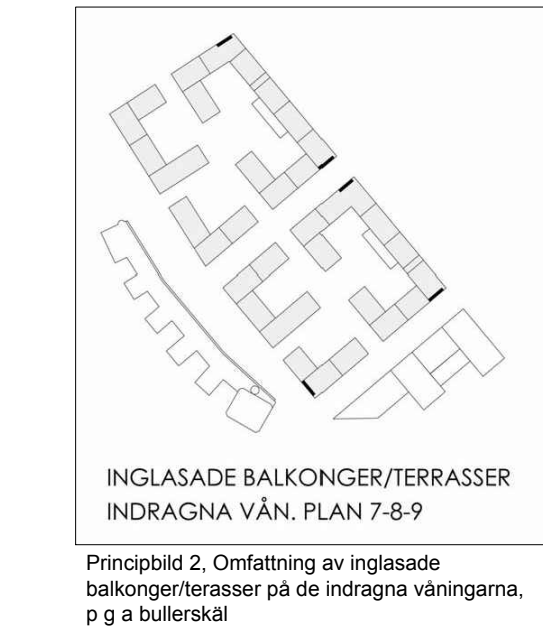 INGLASADE BALKONGER/TERRASSER
INDRAGNA VÅN. PLAN 7-8-9
Principbild 2, Omfattning av inglasade
balkonger/terasser på de indragna våningarna,
p g a bullerskäl